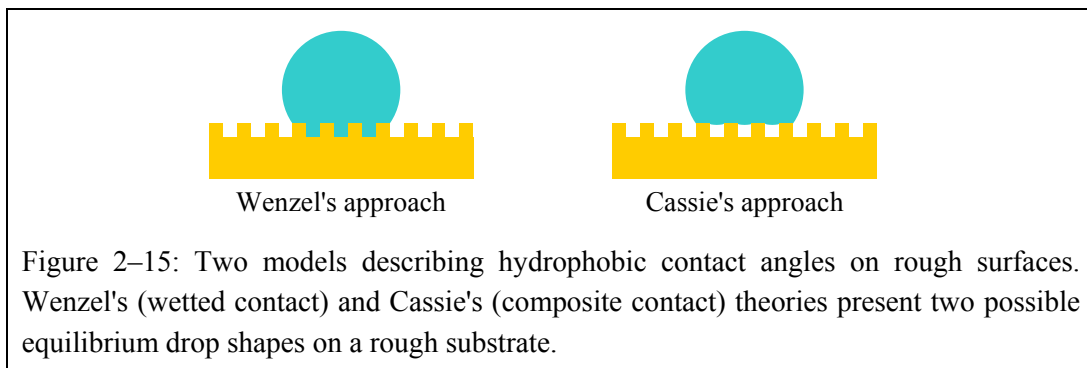 Wenzel's approach
Cassie's approach
Figure 2–15: Two models describing hydrophobic contact angles on rough surfaces.
Wenzel's (wetted contact) and Cassie's (composite contact) theories present two possible
equilibrium drop shapes on a rough substrate.